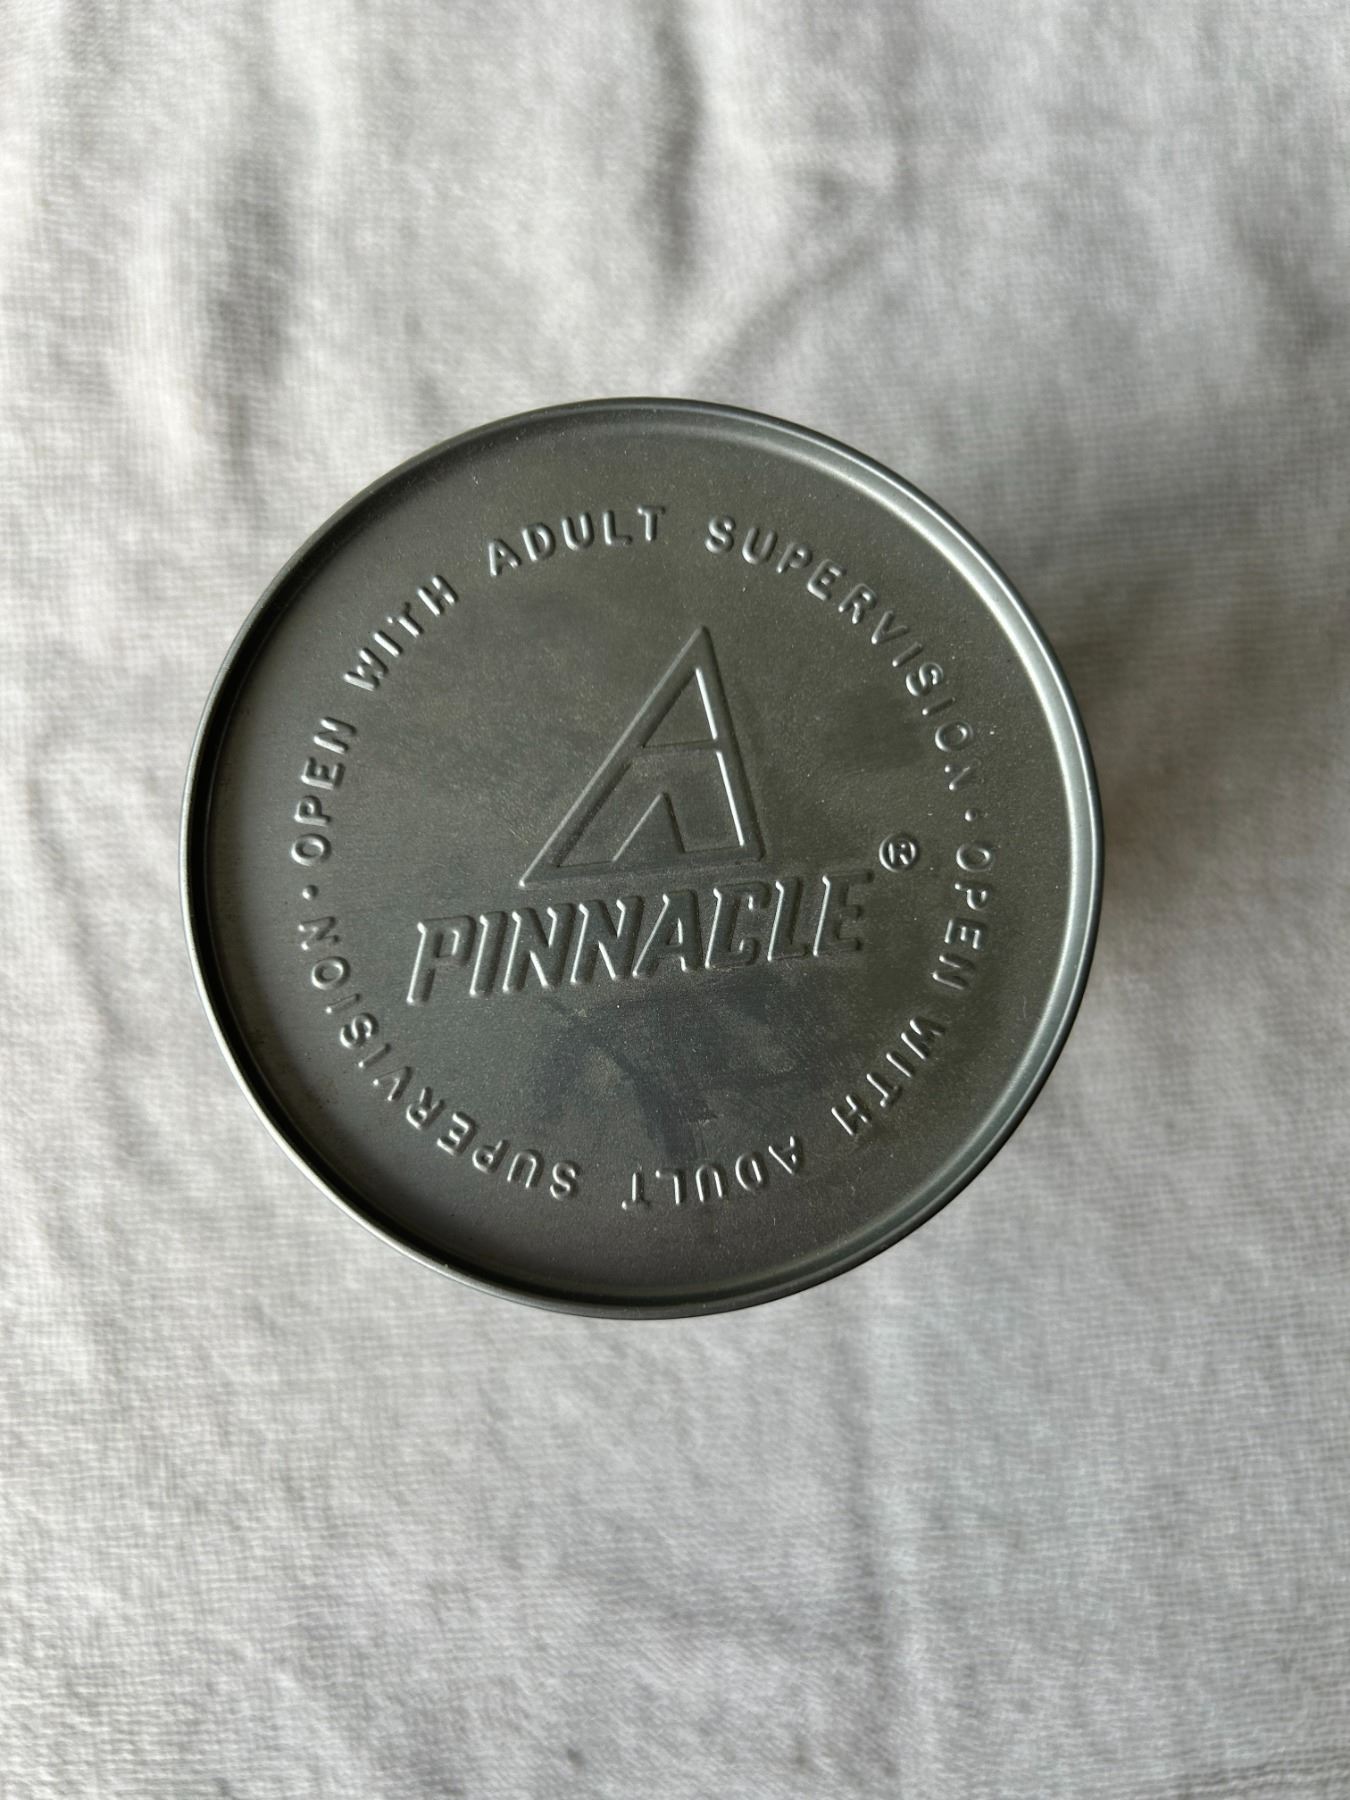 OPEN WITH ADULT SUPERVISION · OPEN WITH ADULT SUPERVISION ·
PINNACLE®